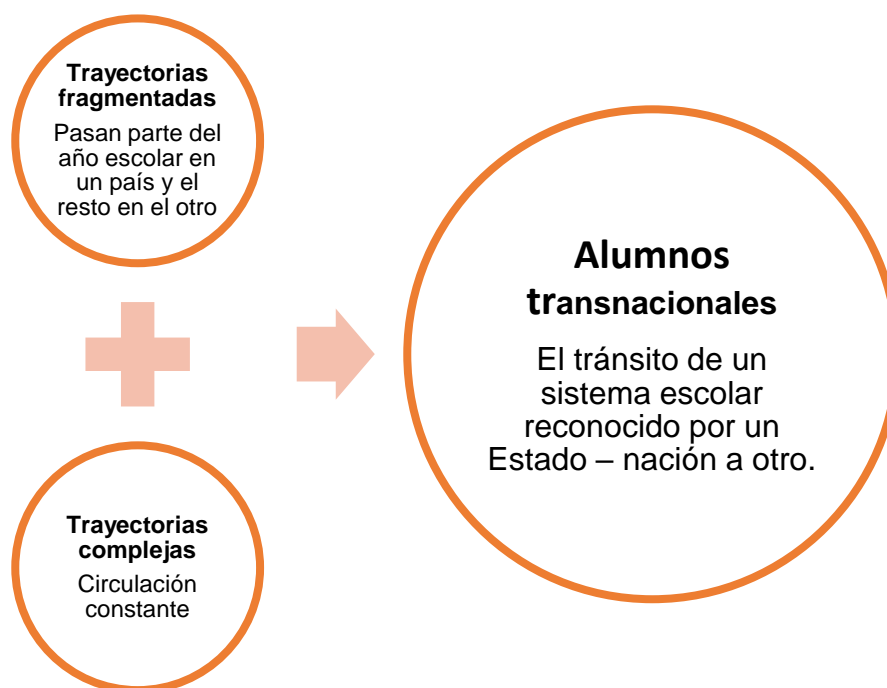 Trayectorias
fragmentadas
Pasan parte del
año escolar en
un país y el
resto en el otro
Trayectorias
complejas
Circulación
constante
Alumnos
transnacionales
El tránsito de un
sistema escolar
reconocido por un
Estado – nación a otro.